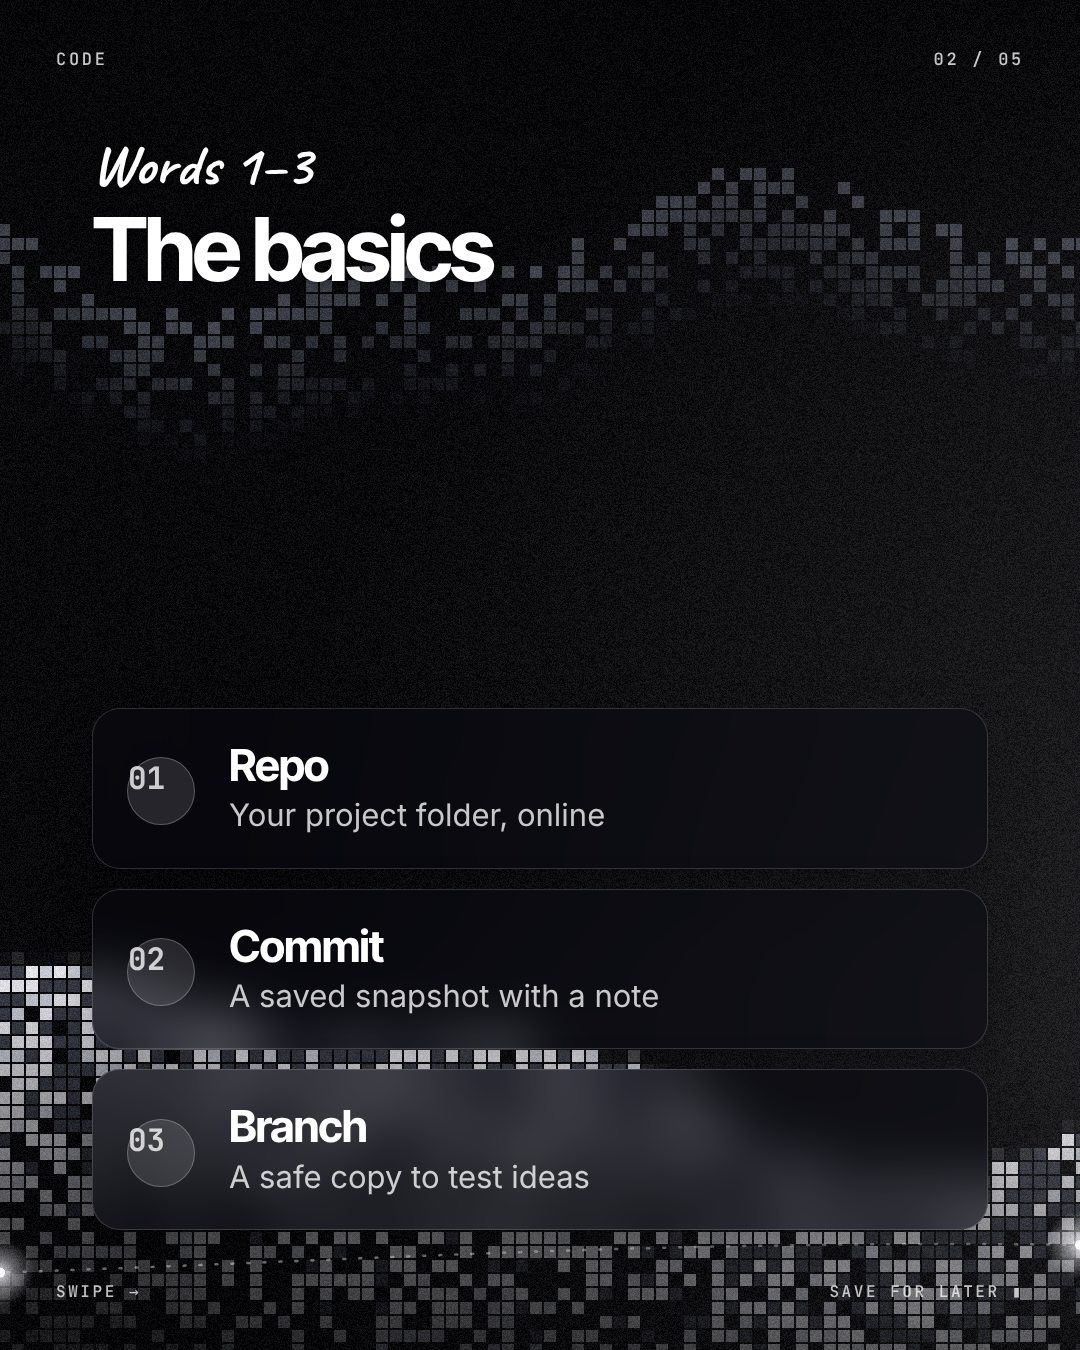 CODE
02 / 05
Words 1–3
The basics
01
Repo
Your project folder, online
02
Commit
A saved snapshot with a note
03
Branch
A safe copy to test ideas
SWIPE →
SAVE FOR LATER